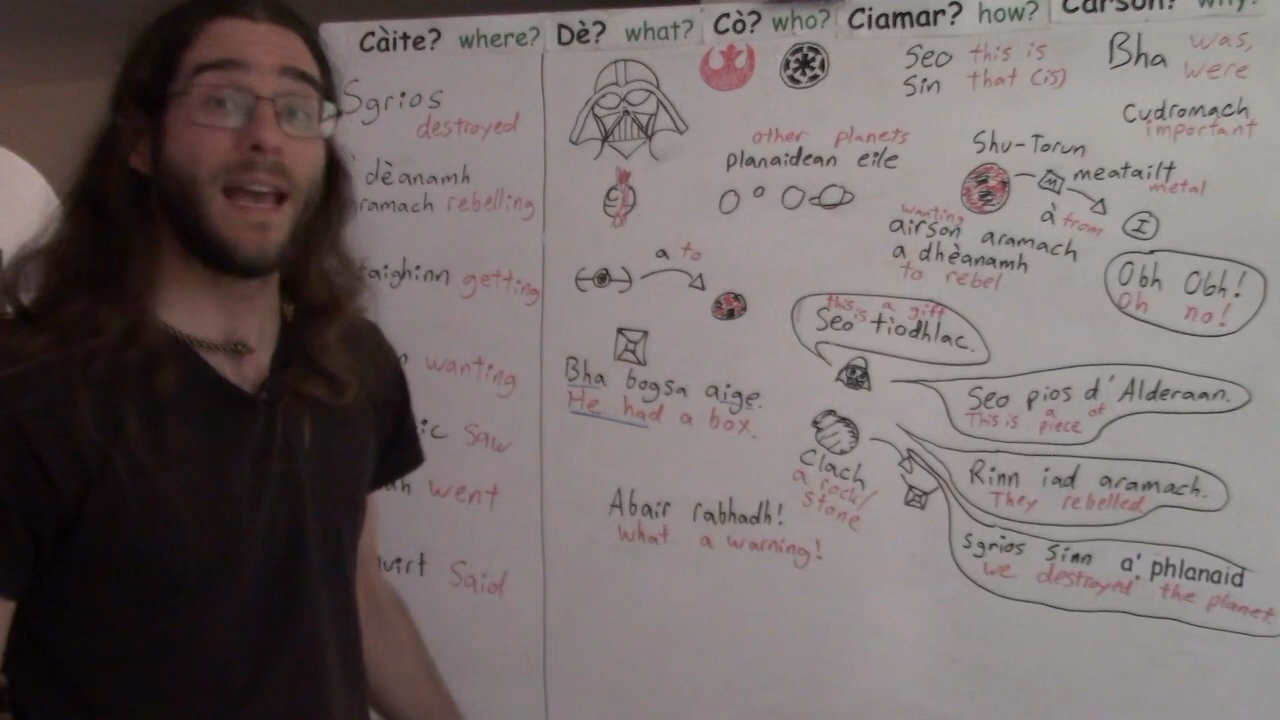 Càite? where? Dè? what? Cò? who? Ciamar? how? Carson? why?
Sgrios
destroyed
dèanamh
aramach rebelling
faighinn getting
wanting
saw
went
Said
Bha bogsa aige.
He had a box.
a to
Abair rabhadh!
what a warning!
other planets
planaidean eile
Seo this is
Sin that (is)
Bha was,
were
Cudromach
important
Shu-Torun
meatailt
metal
à from
I
wanting
airson aramach
a dhèanamh
to rebel
Obh Obh!
Oh no!
this is a gift
Seo tiodhlac.
Seo pios d'Alderaan.
This is a piece of
Clach
a rock/
stone
Rinn iad aramach.
They rebelled
Sgrios sinn a' phlanaid
we destroyed the planet